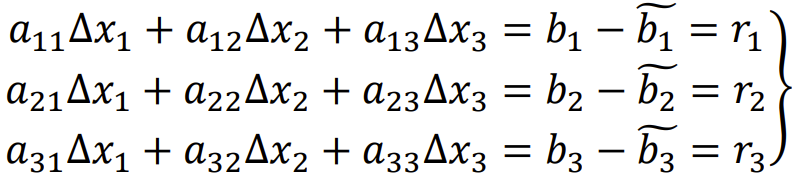 a₁₁Δx₁ + a₁₂Δx₂ + a₁₃Δx₃ = b₁ − b̃₁ = r₁
a₂₁Δx₁ + a₂₂Δx₂ + a₂₃Δx₃ = b₂ − b̃₂ = r₂
a₃₁Δx₁ + a₃₂Δx₂ + a₃₃Δx₃ = b₃ − b̃₃ = r₃